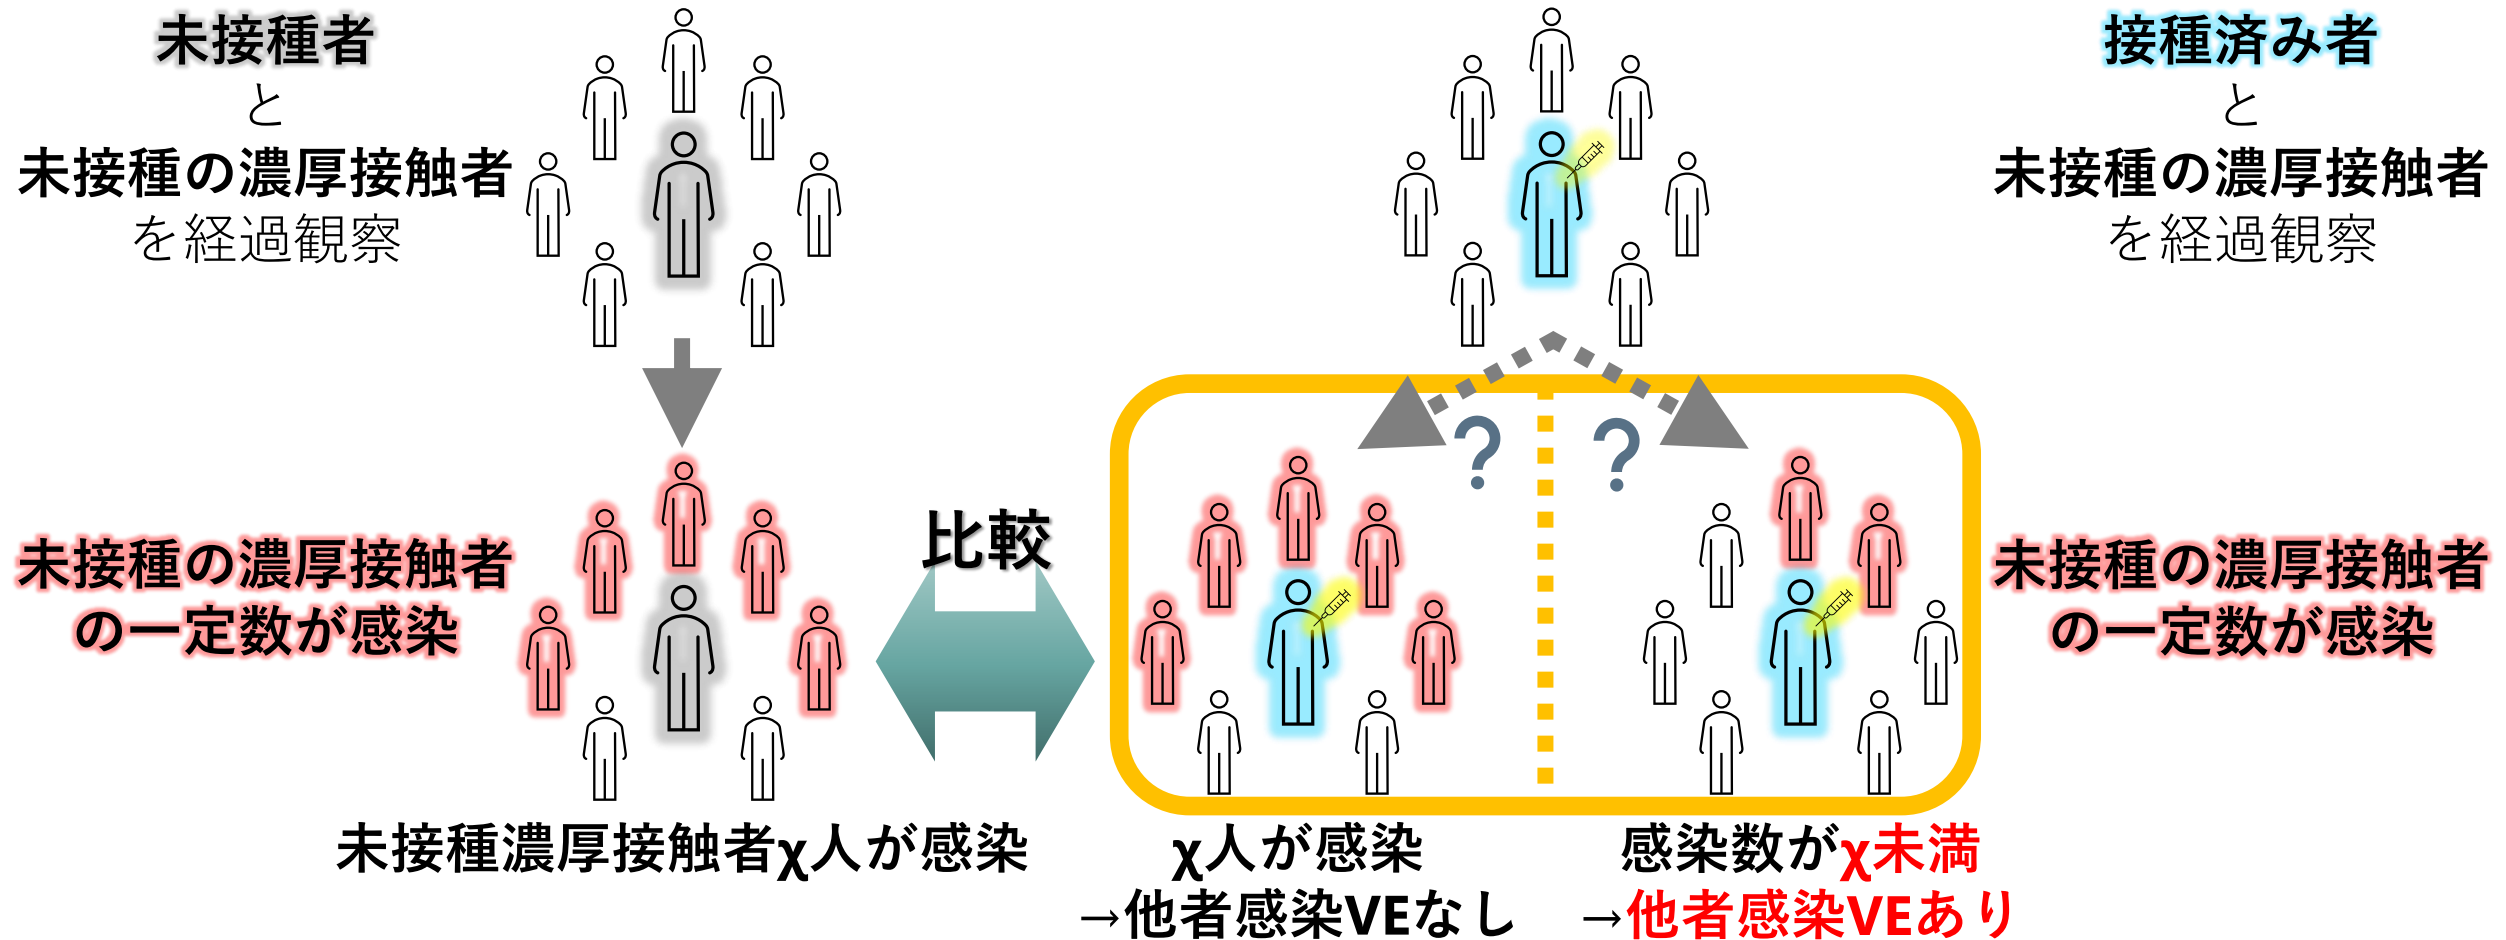 未接種者
と
未接種の濃厚接触者
を経過観察
接種済み者
と
未接種の濃厚接触者
を経過観察
? ?
未接種の濃厚接触者
の一定数が感染
比較
未接種の濃厚接触者
の一定数が感染
未接種濃厚接触者χ人が感染
χ人が感染
→他者感染VEなし
感染者数がχ未満
→他者感染VEあり